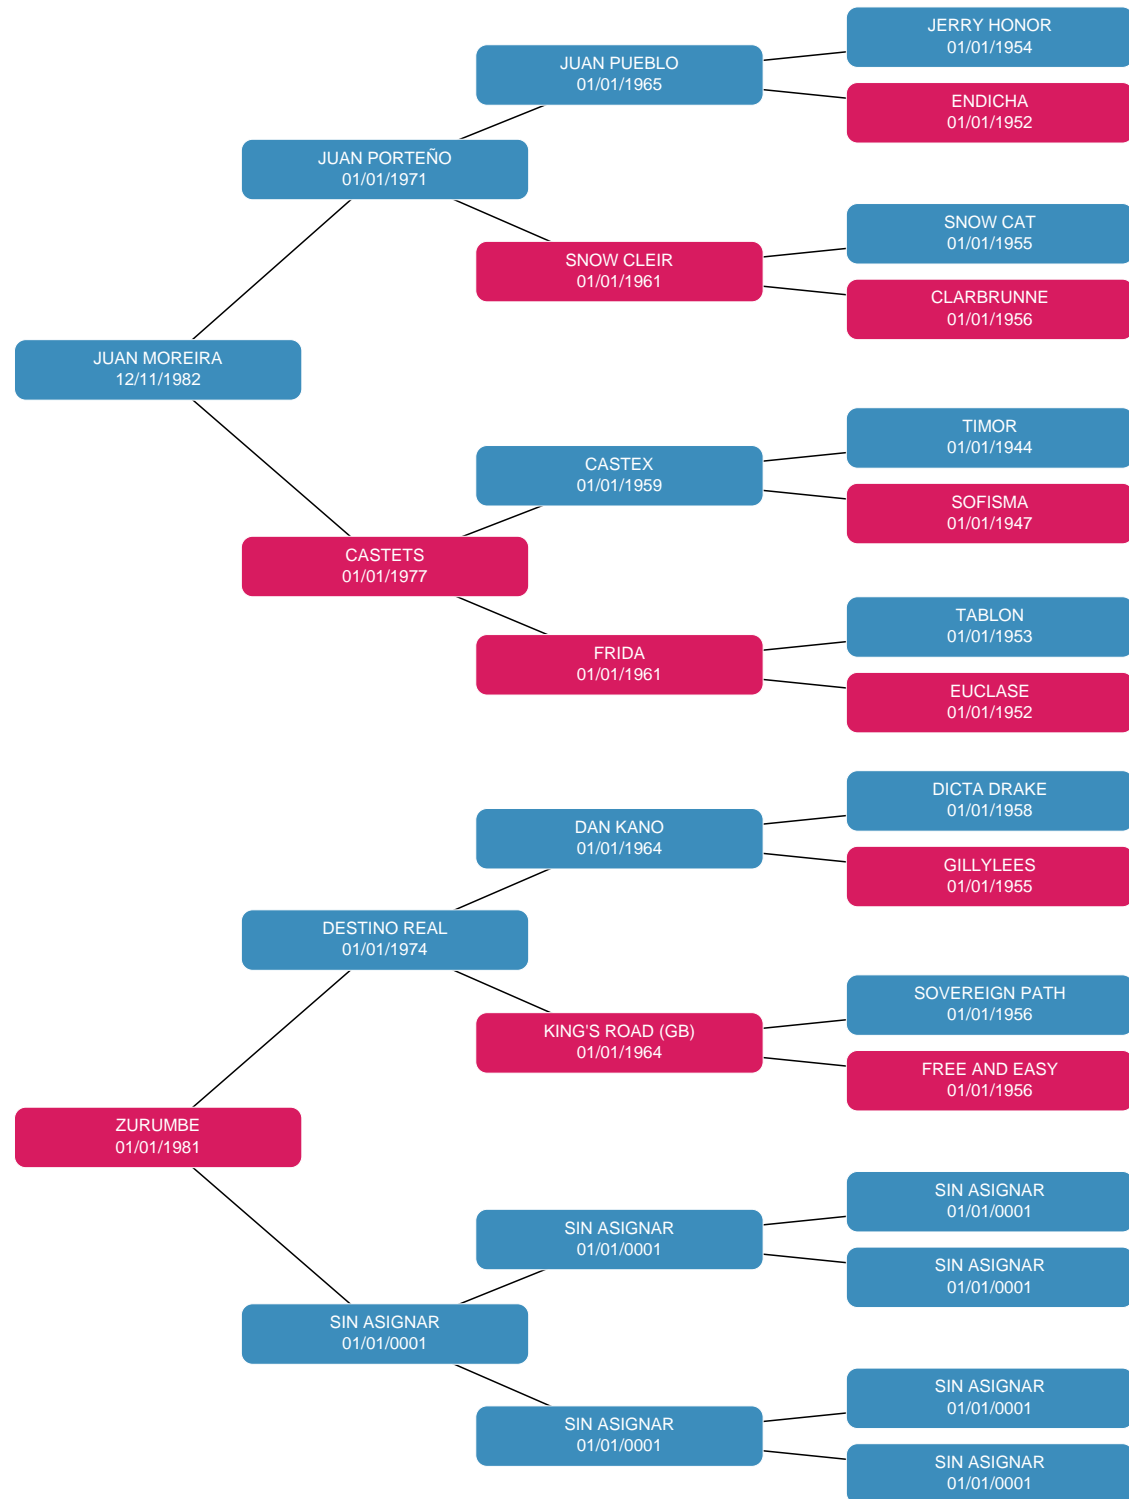 JERRY HONOR
01/01/1954
JUAN PUEBLO
01/01/1965
ENDICHA
01/01/1952
JUAN PORTEÑO
01/01/1971
SNOW CAT
01/01/1955
SNOW CLEIR
01/01/1961
CLARBRUNNE
01/01/1956
JUAN MOREIRA
12/11/1982
TIMOR
01/01/1944
CASTEX
01/01/1959
SOFISMA
01/01/1947
CASTETS
01/01/1977
TABLON
01/01/1953
FRIDA
01/01/1961
EUCLASE
01/01/1952
DICTA DRAKE
01/01/1958
DAN KANO
01/01/1964
GILLYLEES
01/01/1955
DESTINO REAL
01/01/1974
SOVEREIGN PATH
01/01/1956
KING'S ROAD (GB)
01/01/1964
FREE AND EASY
01/01/1956
ZURUMBE
01/01/1981
SIN ASIGNAR
01/01/0001
SIN ASIGNAR
01/01/0001
SIN ASIGNAR
01/01/0001
SIN ASIGNAR
01/01/0001
SIN ASIGNAR
01/01/0001
SIN ASIGNAR
01/01/0001
SIN ASIGNAR
01/01/0001